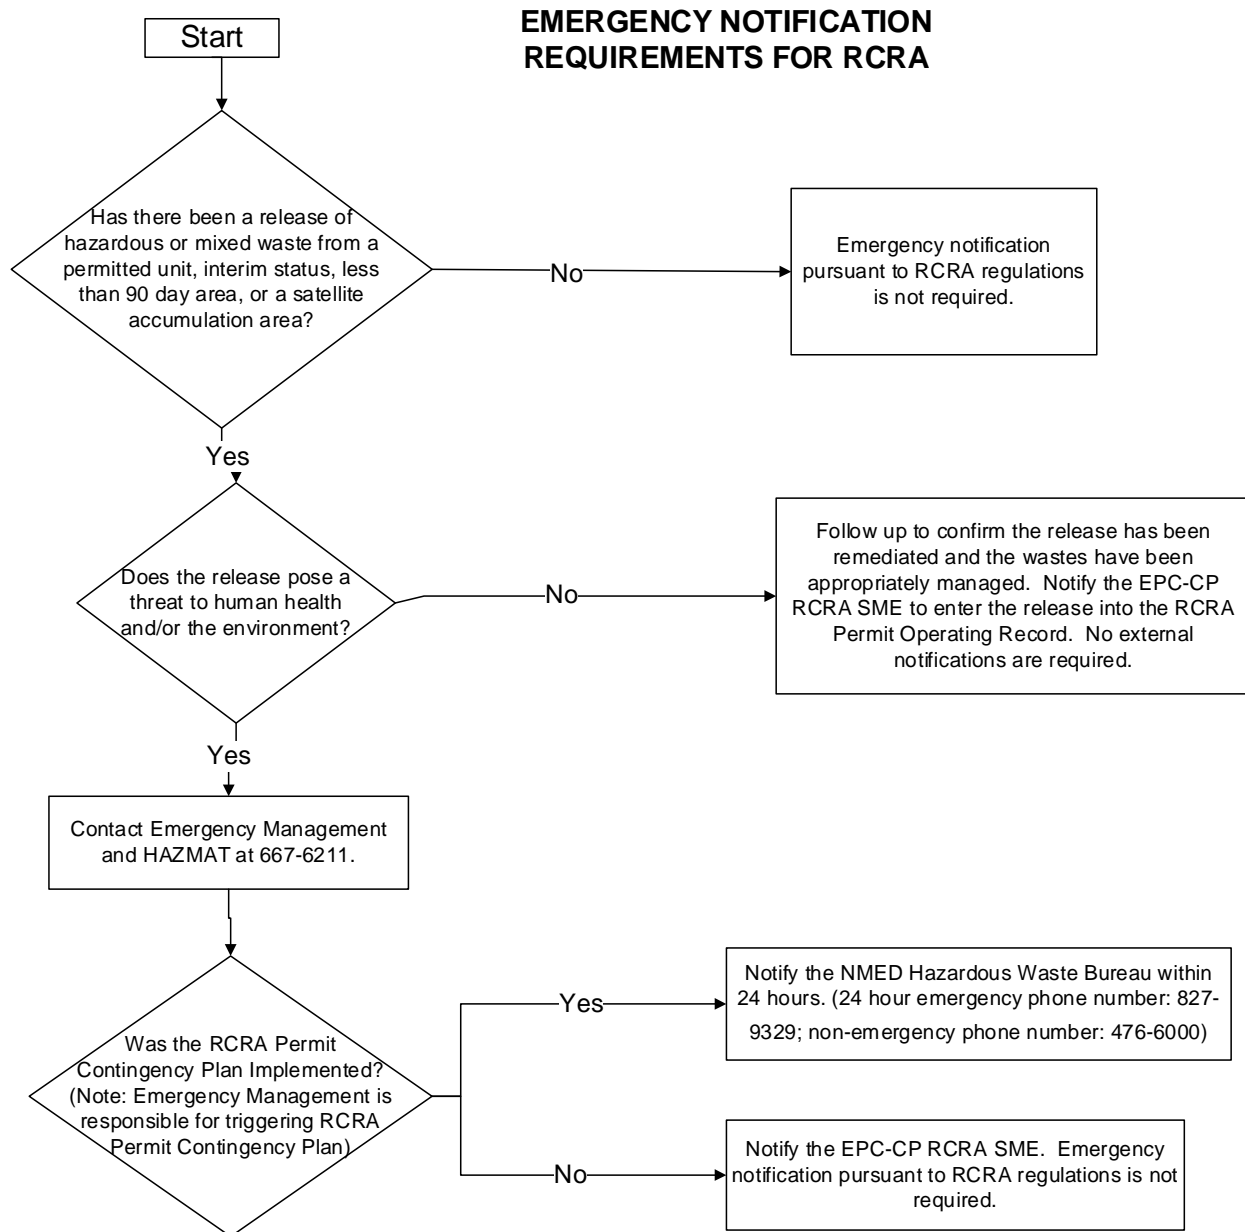 EMERGENCY NOTIFICATION
REQUIREMENTS FOR RCRA
Start
Has there been a release of
hazardous or mixed waste from a
permitted unit, interim status, less
than 90 day area, or a satellite
accumulation area?
No
Emergency notification
pursuant to RCRA regulations
is not required.
Yes
Does the release pose a
threat to human health
and/or the environment?
No
Follow up to confirm the release has been
remediated and the wastes have been
appropriately managed.  Notify the EPC-CP
RCRA SME to enter the release into the RCRA
Permit Operating Record.  No external
notifications are required.
Yes
Contact Emergency Management
and HAZMAT at 667-6211.
Was the RCRA Permit
Contingency Plan Implemented?
(Note: Emergency Management is
responsible for triggering RCRA
Permit Contingency Plan)
Yes
Notify the NMED Hazardous Waste Bureau within
24 hours. (24 hour emergency phone number: 827-
9329; non-emergency phone number: 476-6000)
No
Notify the EPC-CP RCRA SME.  Emergency
notification pursuant to RCRA regulations is not
required.